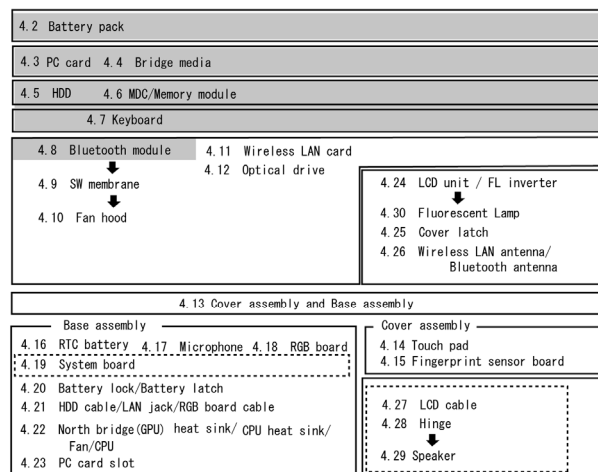 4.2 Battery pack
4.3 PC card 4.4 Bridge media
4.5 HDD 4.6 MDC/Memory module
4.7 Keyboard
4.8 Bluetooth module
4.9 SW membrane
4.10 Fan hood
4.11 Wireless LAN card
4.12 Optical drive
4.24 LCD unit / FL inverter
4.30 Fluorescent Lamp
4.25 Cover latch
4.26 Wireless LAN antenna/
Bluetooth antenna
4.13 Cover assembly and Base assembly
Base assembly
4.16 RTC battery 4.17 Microphone 4.18 RGB board
4.19 System board
4.20 Battery lock/Battery latch
4.21 HDD cable/LAN jack/RGB board cable
4.22 North bridge(GPU) heat sink/ CPU heat sink/
Fan/CPU
4.23 PC card slot
Cover assembly
4.14 Touch pad
4.15 Fingerprint sensor board
4.27 LCD cable
4.28 Hinge
4.29 Speaker